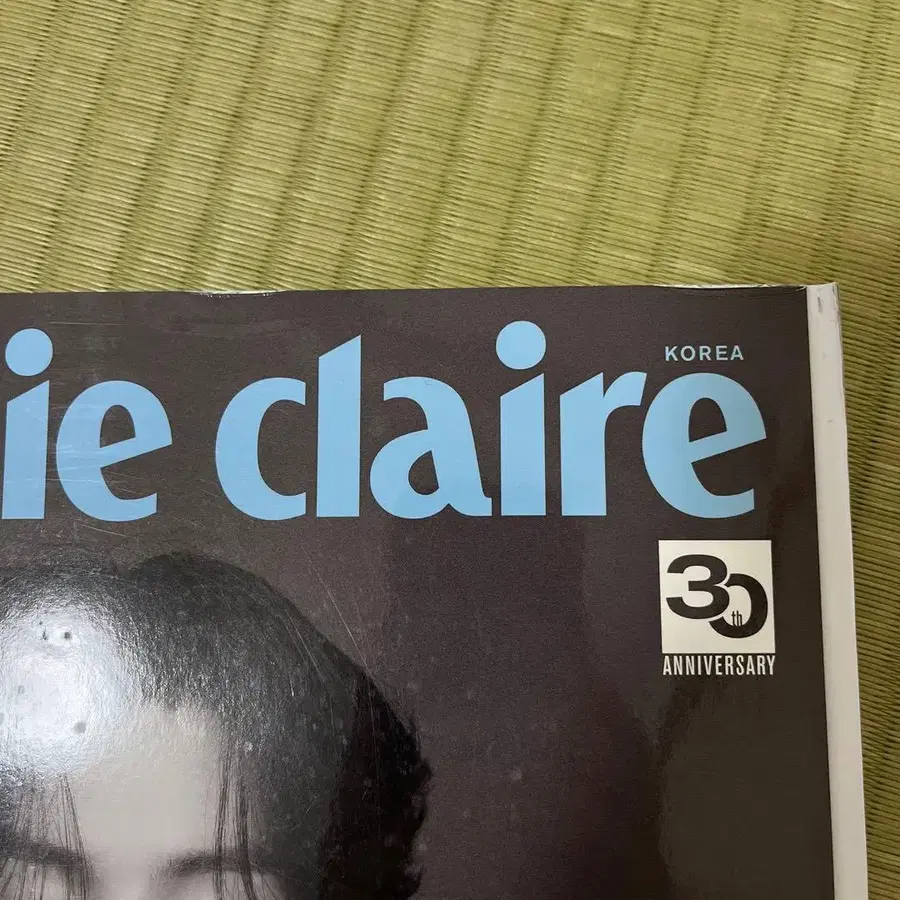 ie claire
KOREA
30th
ANNIVERSARY